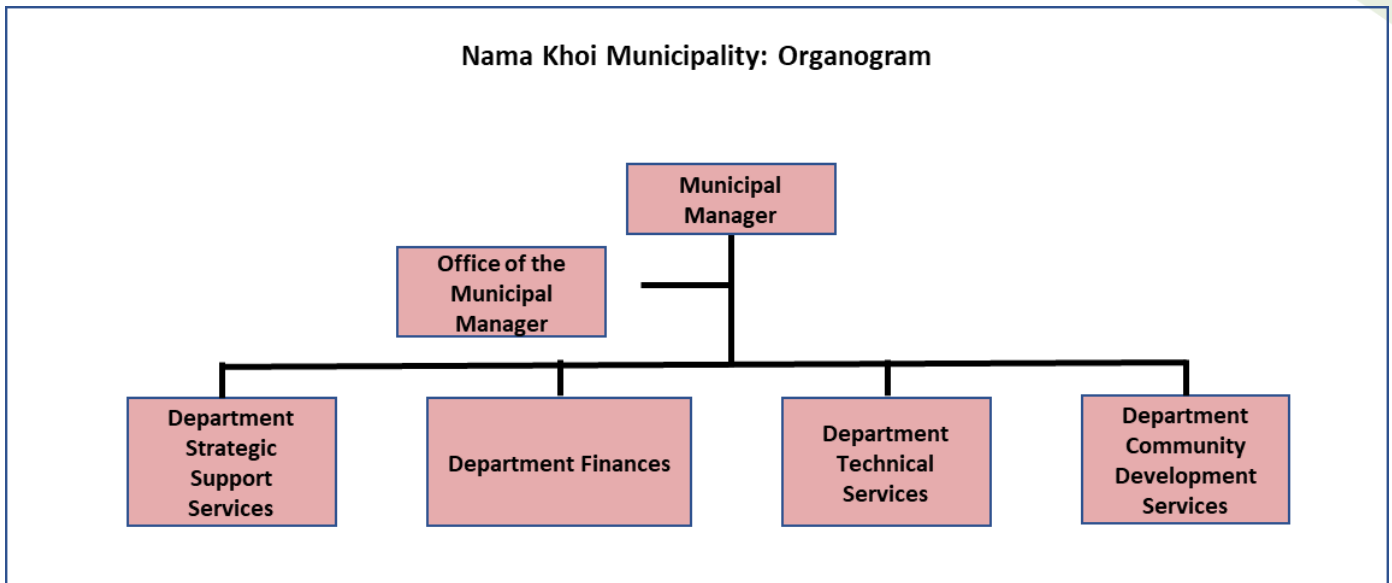 Nama Khoi Municipality: Organogram
Municipal
Manager
Office of the
Municipal
Manager
Department
Strategic
Support
Services
Department Finances
Department
Technical
Services
Department
Community
Development
Services